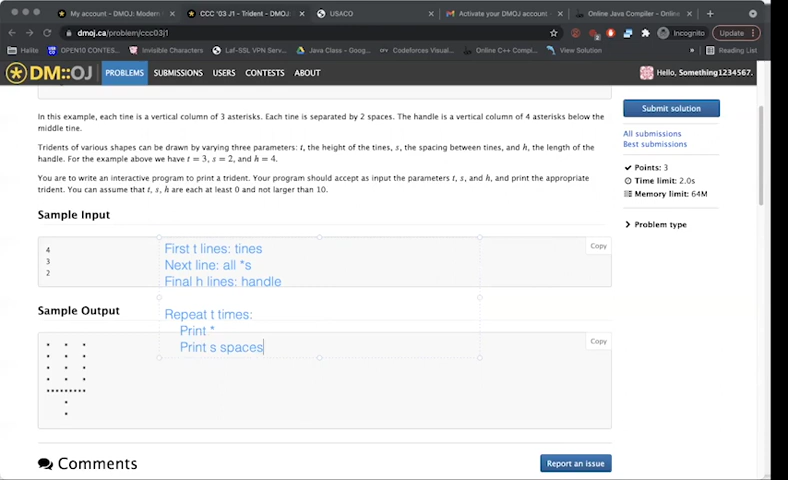 My account - DMOJ: Modern
CCC '03 J1 - Trident - DMOJ:
USACO
Activate your DMOJ account
Online Java Compiler - Online
dmoj.ca/problem/ccc03j1
Incognito
Update
Halite
OPEN10 CONTES...
Invisible Characters
Laf-SSL VPN Serv...
Java Class - Goog...
Codeforces Visual...
Online C++ Compi...
View Solution
»
Reading List
DM::OJ
PROBLEMS
SUBMISSIONS
USERS
CONTESTS
ABOUT
Hello, Something1234567.
In this example, each tine is a vertical column of 3 asterisks. Each tine is separated by 2 spaces. The handle is a vertical column of 4 asterisks below the
middle tine.
Tridents of various shapes can be drawn by varying three parameters: t, the height of the tines, s, the spacing between tines, and h, the length of the
handle. For the example above we have t = 3, s = 2, and h = 4.
You are to write an interactive program to print a trident. Your program should accept as input the parameters t, s, and h, and print the appropriate
trident. You can assume that t, s, h are each at least 0 and not larger than 10.
Submit solution
All submissions
Best submissions
Points: 3
Time limit: 2.0s
Memory limit: 64M
Problem type
Sample Input
Copy
4
3
2
First t lines: tines
Next line: all *s
Final h lines: handle
Repeat t times:
Print *
Print s spaces
Sample Output
Copy
*   *   *
*   *   *
*   *   *
*   *   *
*********
    *
    *
Comments
Report an issue